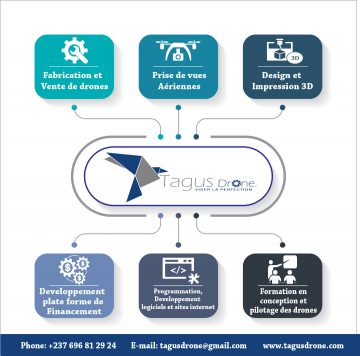 Fabrication et
Vente de drones
Prise de vues
Aériennes
3D
Design et
Impression 3D
Tagus Drone.
VISER LA PERFECTION
Developpement
plate forme de
Financement
Programmation,
Developpement
logiciels et sites internet
Formation en
conception et
pilotage des drones
Phone: +237 696 81 29 24 E-mail: tagusdrone@gmail.com www.tagusdrone.com